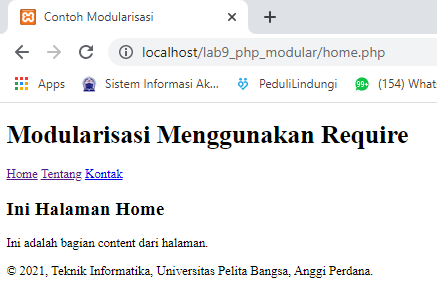 Contoh Modularisasi
localhost/lab9_php_modular/home.php
Apps Sistem Informasi Ak... PeduliLindungi 99+ (154) What
Modularisasi Menggunakan Require
Home Tentang Kontak
Ini Halaman Home
Ini adalah bagian content dari halaman.
© 2021, Teknik Informatika, Universitas Pelita Bangsa, Anggi Perdana.